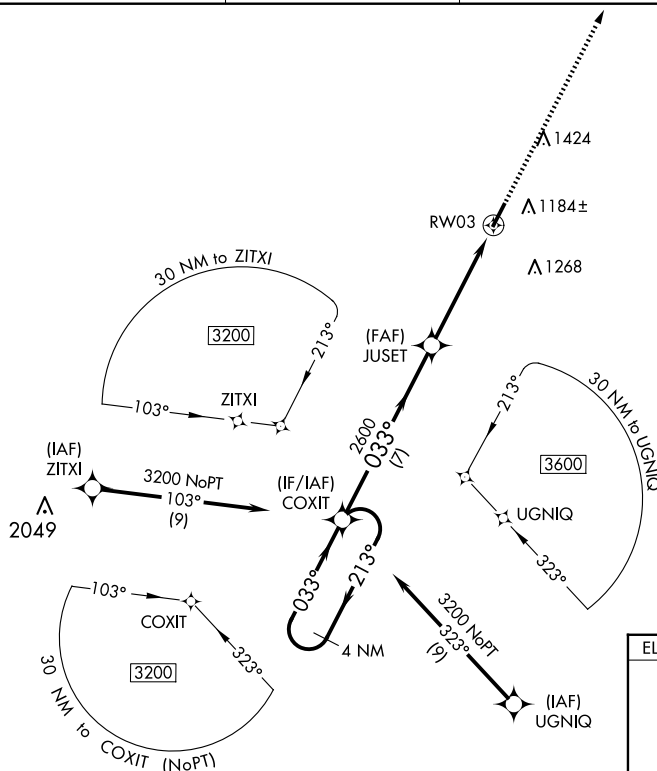 1424
RW03
1184±
1268
30 NM to ZITXI
3200
213°
103°
ZITXI
(FAF)
JUSET
2600
033°
(7)
213°
30 NM to UGNIQ
3600
UGNIQ
323°
(IAF)
ZITXI
3200 NoPT
103°
(9)
2049
(IF/IAF)
COXIT
033°
213°
4 NM
103°
COXIT
323°
3200
30 NM to COXIT (NoPT)
3200 NoPT
323°
(9)
(IAF)
UGNIQ
EL